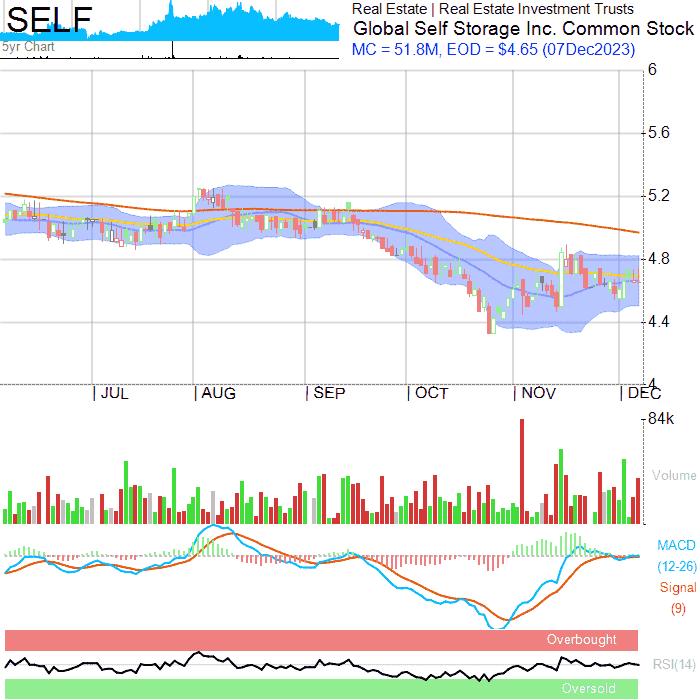 SELF
5yr Chart
Real Estate | Real Estate Investment Trusts
Global Self Storage Inc. Common Stock
MC = 51.8M, EOD = $4.65 (07Dec2023)
6
5.6
5.2
4.8
4.4
4
| JUL | AUG | SEP | OCT | NOV | DEC
84k
Volume
MACD
(12-26)
Signal
(9)
Overbought
RSI(14)
Oversold